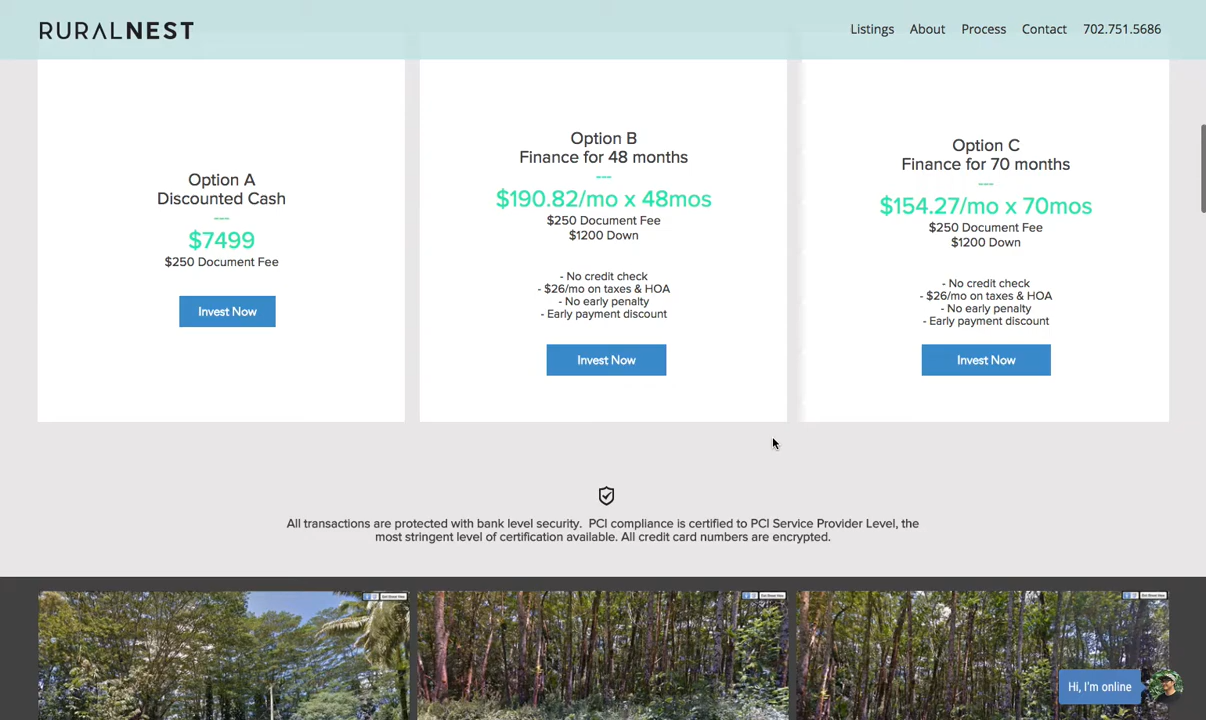 RURALNEST
Listings About Process Contact 702.751.5686
Option A
Discounted Cash
---
$7499
$250 Document Fee
Invest Now
Option B
Finance for 48 months
---
$190.82/mo x 48mos
$250 Document Fee
$1200 Down
- No credit check
- $26/mo on taxes & HOA
- No early penalty
- Early payment discount
Invest Now
Option C
Finance for 70 months
---
$154.27/mo x 70mos
$250 Document Fee
$1200 Down
- No credit check
- $26/mo on taxes & HOA
- No early penalty
- Early payment discount
Invest Now
All transactions are protected with bank level security. PCI compliance is certified to PCI Service Provider Level, the
most stringent level of certification available. All credit card numbers are encrypted.
Hi, I'm online